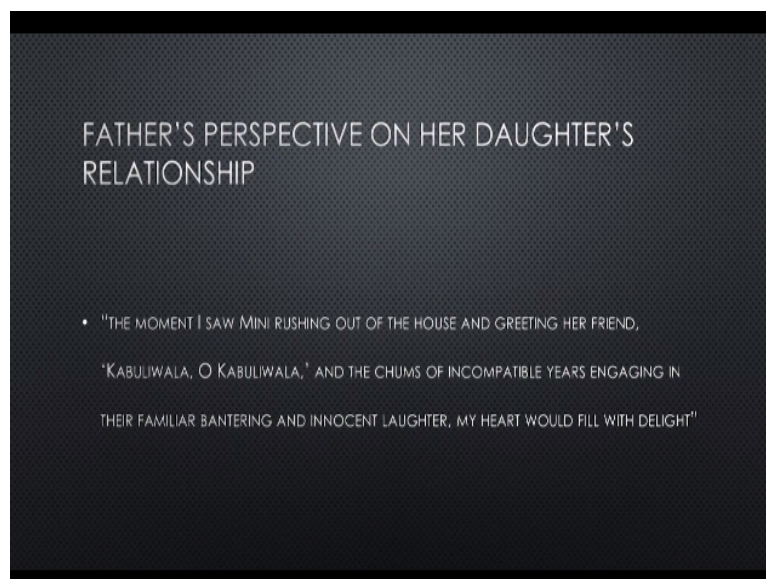 FATHER'S PERSPECTIVE ON HER DAUGHTER'S
RELATIONSHIP
• "THE MOMENT I SAW MINI RUSHING OUT OF THE HOUSE AND GREETING HER FRIEND,
'KABULIWALA, O KABULIWALA,' AND THE CHUMS OF INCOMPATIBLE YEARS ENGAGING IN
THEIR FAMILIAR BANTERING AND INNOCENT LAUGHTER, MY HEART WOULD FILL WITH DELIGHT"